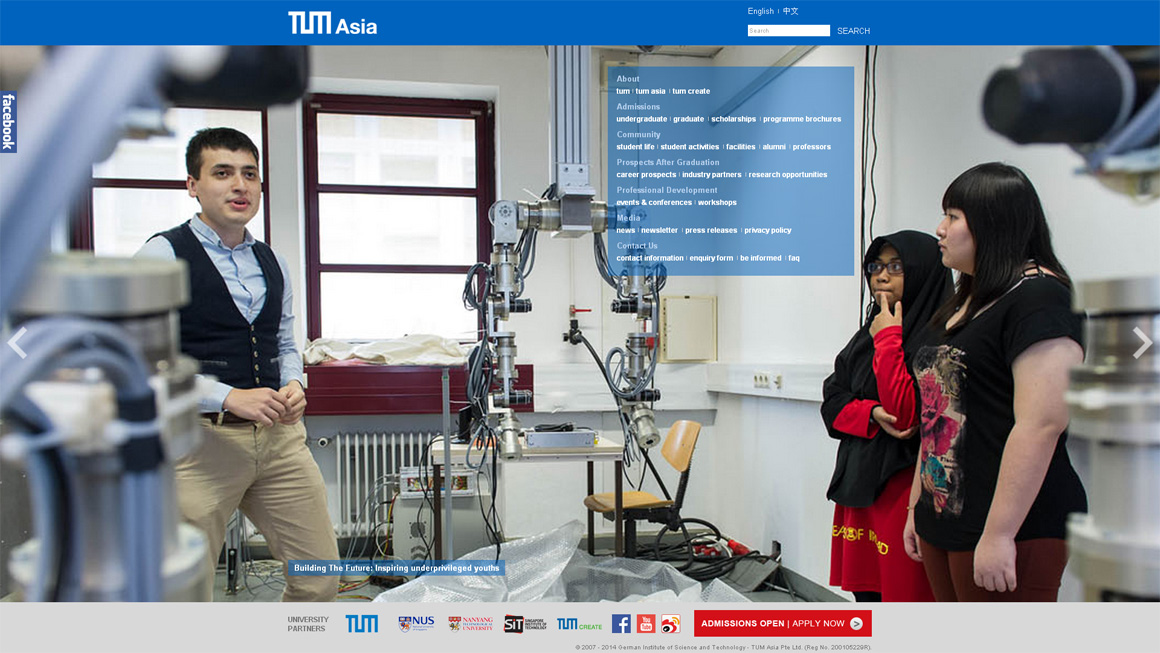 TUM Asia
English | 中文
Search
SEARCH
facebook
About
tum | tum asia | tum create
Admissions
undergraduate | graduate | scholarships | programme brochures
Community
student life | student activities | facilities | alumni | professors
Prospects After Graduation
career prospects | industry partners | research opportunities
Professional Development
events & conferences | workshops
Media
news | newsletter | press releases | privacy policy
Contact Us
contact information | enquiry form | be informed | faq
Building The Future: Inspiring underprivileged youths
UNIVERSITY
PARTNERS
TUM
NUS
NANYANG
TECHNOLOGICAL
UNIVERSITY
SiT
SINGAPORE
INSTITUTE OF
TECHNOLOGY
TUM CREATE
f
You
Tube
ADMISSIONS OPEN | APPLY NOW >
© 2007 - 2014 German Institute of Science and Technology - TUM Asia Pte Ltd. (Reg No. 200105229R).